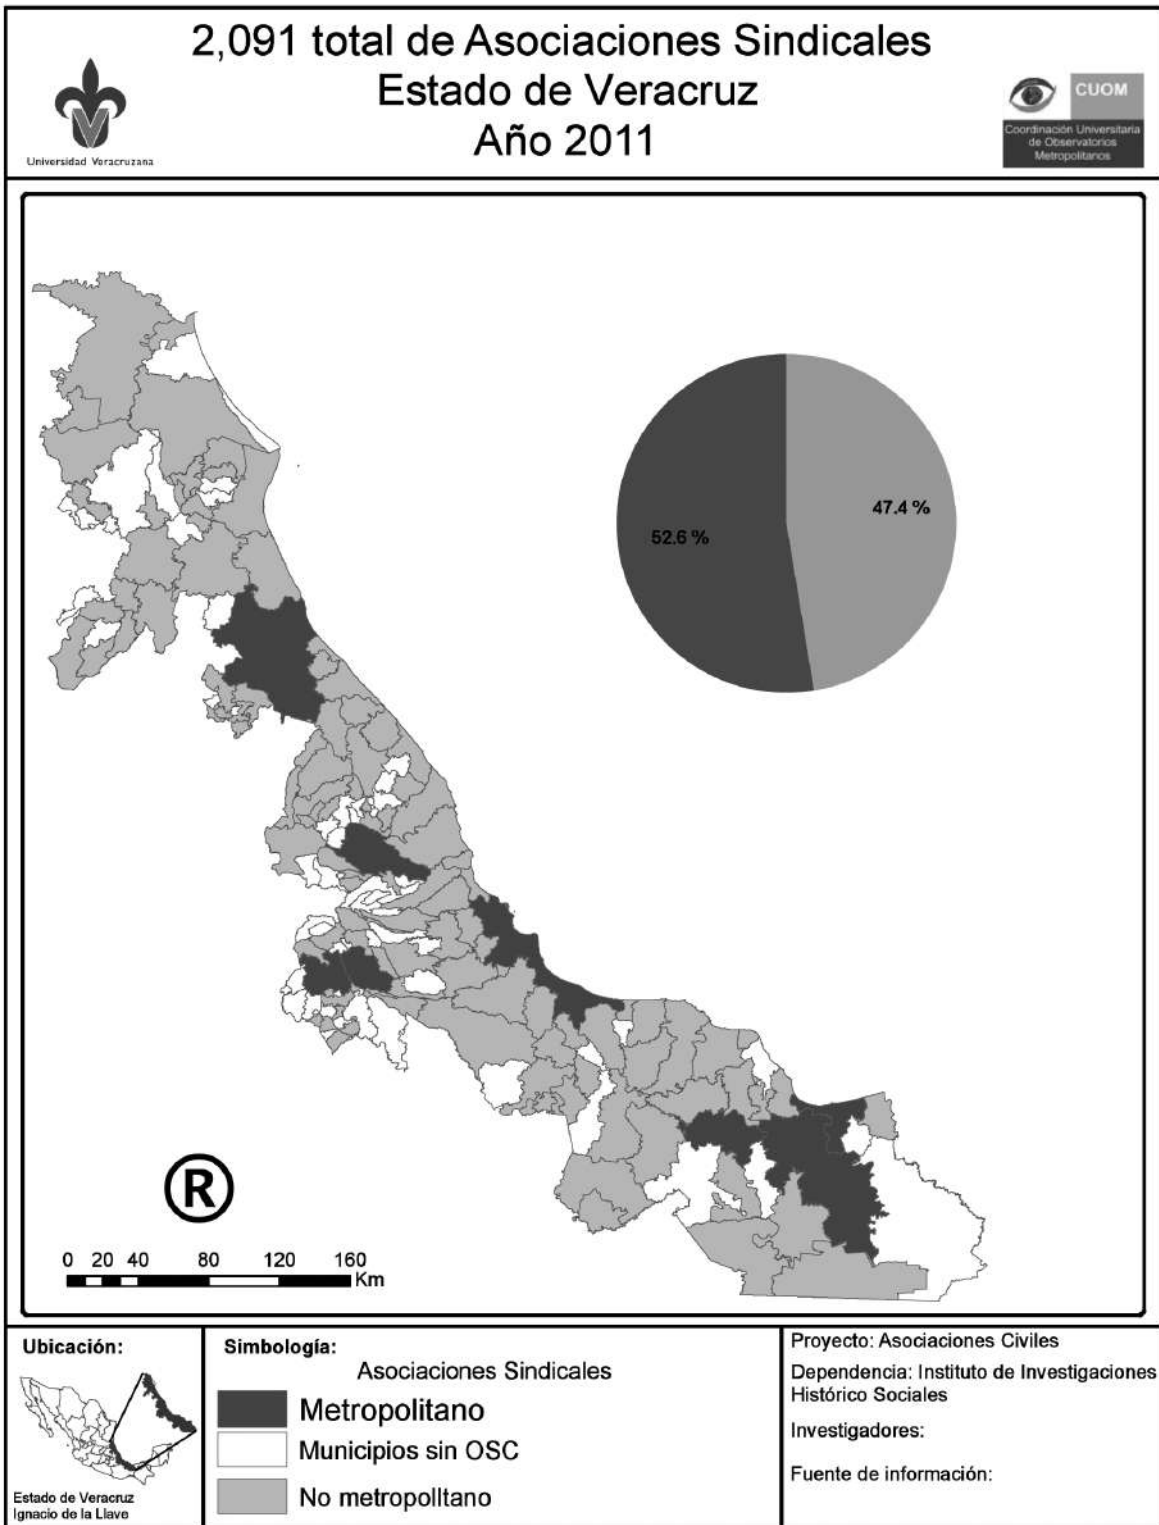 2,091 total de Asociaciones Sindicales
Estado de Veracruz
Año 2011
Universidad Veracruzana
CUOM
Coordinación Universitaria
de Observatorios
Metropolitanos
47.4 %
52.6 %
R
0 20 40 80 120 160
Km
Ubicación:
Estado de Veracruz
Ignacio de la Llave
Simbología:
Asociaciones Sindicales
Metropolitano
Municipios sin OSC
No metropolitano
Proyecto: Asociaciones Civiles
Dependencia: Instituto de Investigaciones
Histórico Sociales
Investigadores:
Fuente de información: